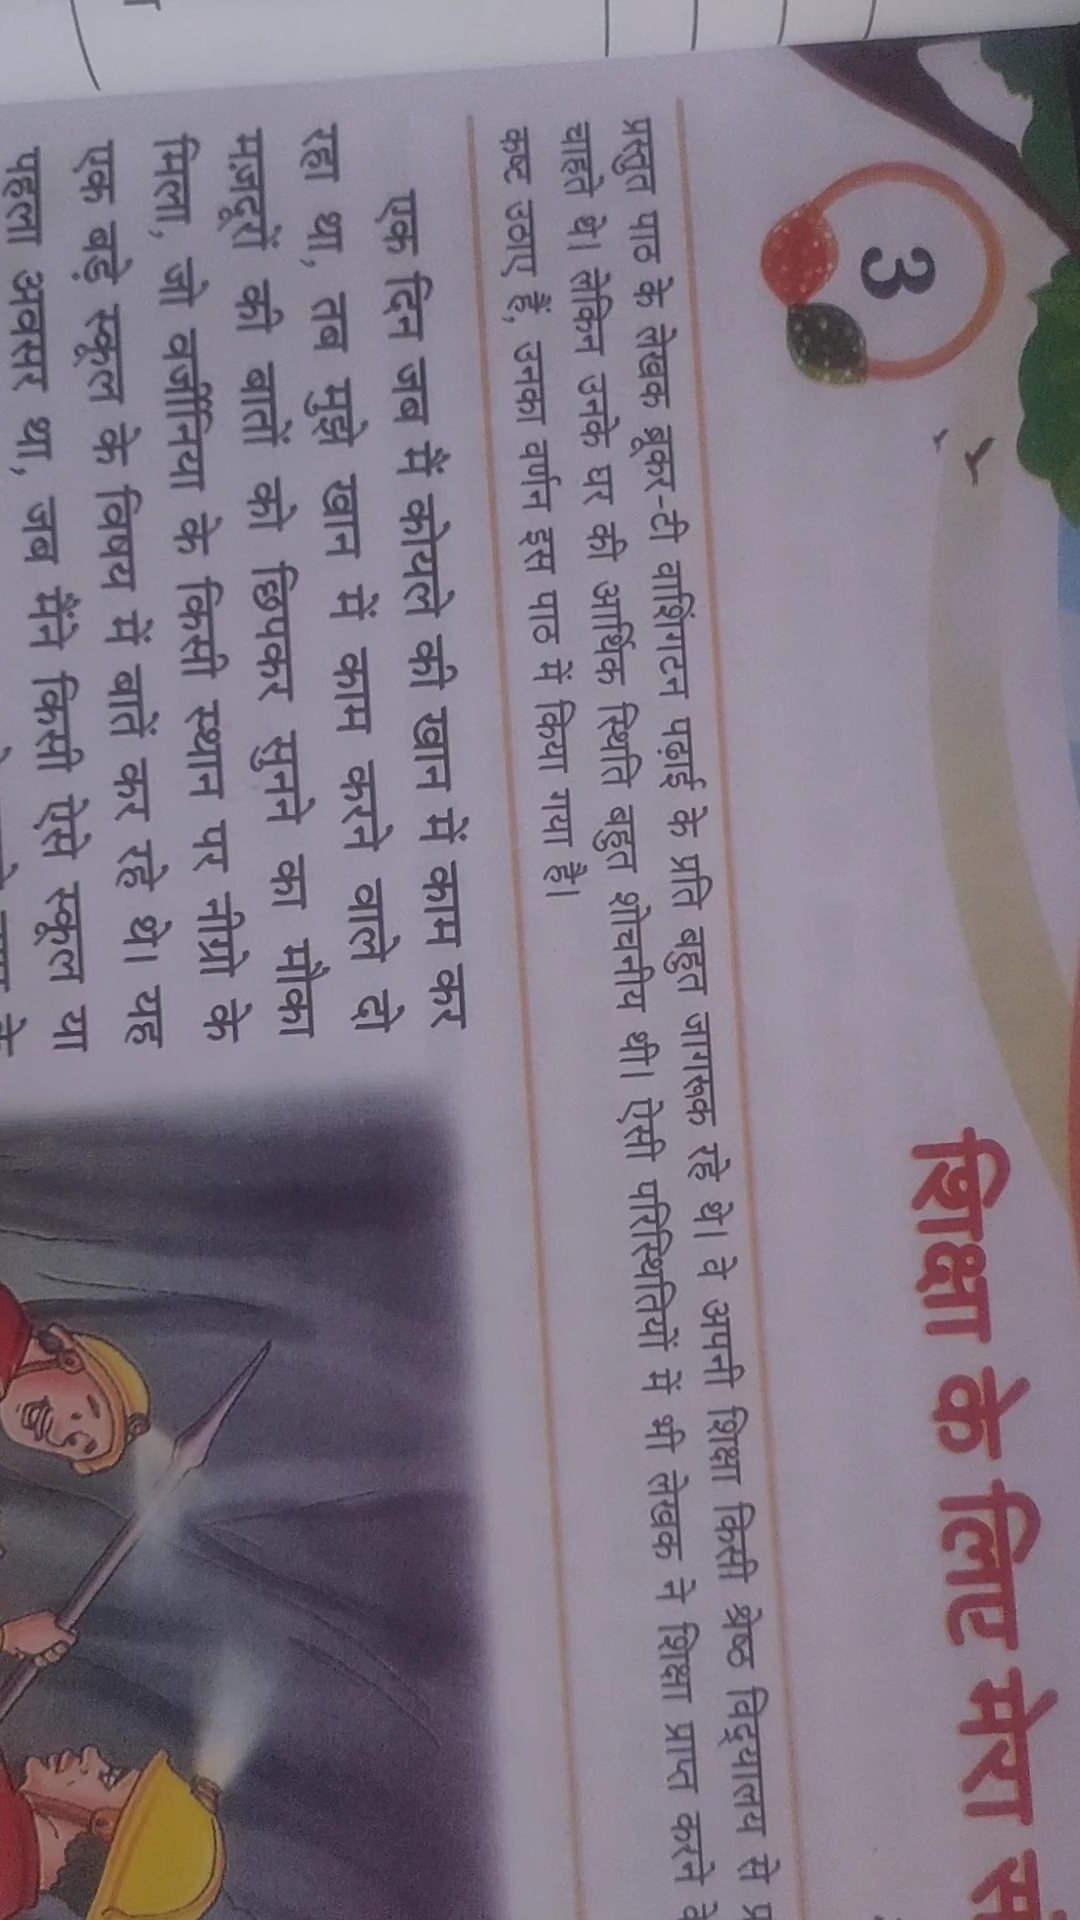 3
शिक्षा के लिए मेरा
प्रस्तुत पाठ के लेखक बूकर-टी वाशिंगटन पढ़ाई के प्रति बहुत जागरूक रहे थे। वे अपनी शिक्षा किसी श्रेष्ठ विद्यालय से
चाहते थे। लेकिन उनके घर की आर्थिक स्थिति बहुत शोचनीय थी। ऐसी परिस्थितियों में भी लेखक ने शिक्षा प्राप्त करने
कष्ट उठाए हैं, उनका वर्णन इस पाठ में किया गया है।
एक दिन जब मैं कोयले की खान में काम कर
रहा था, तब मुझे खान में काम करने वाले दो
मज़दूरों की बातों को छिपकर सुनने का मौका
मिला, जो वर्जीनिया के किसी स्थान पर नीग्रो के
एक बड़े स्कूल के विषय में बातें कर रहे थे। यह
पहला अवसर था, जब मैंने किसी ऐसे स्कूल या